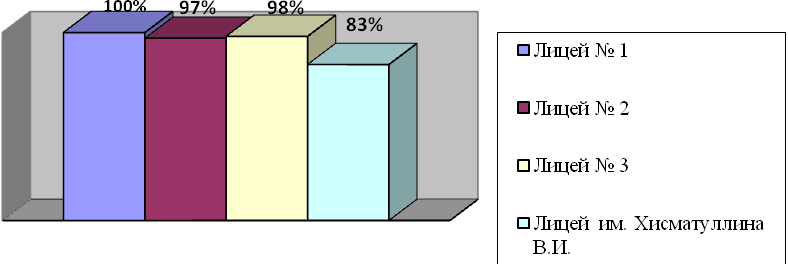 100% 97% 98% 83%
Лицей № 1
Лицей № 2
Лицей № 3
Лицей им. Хисматуллина
В.И.